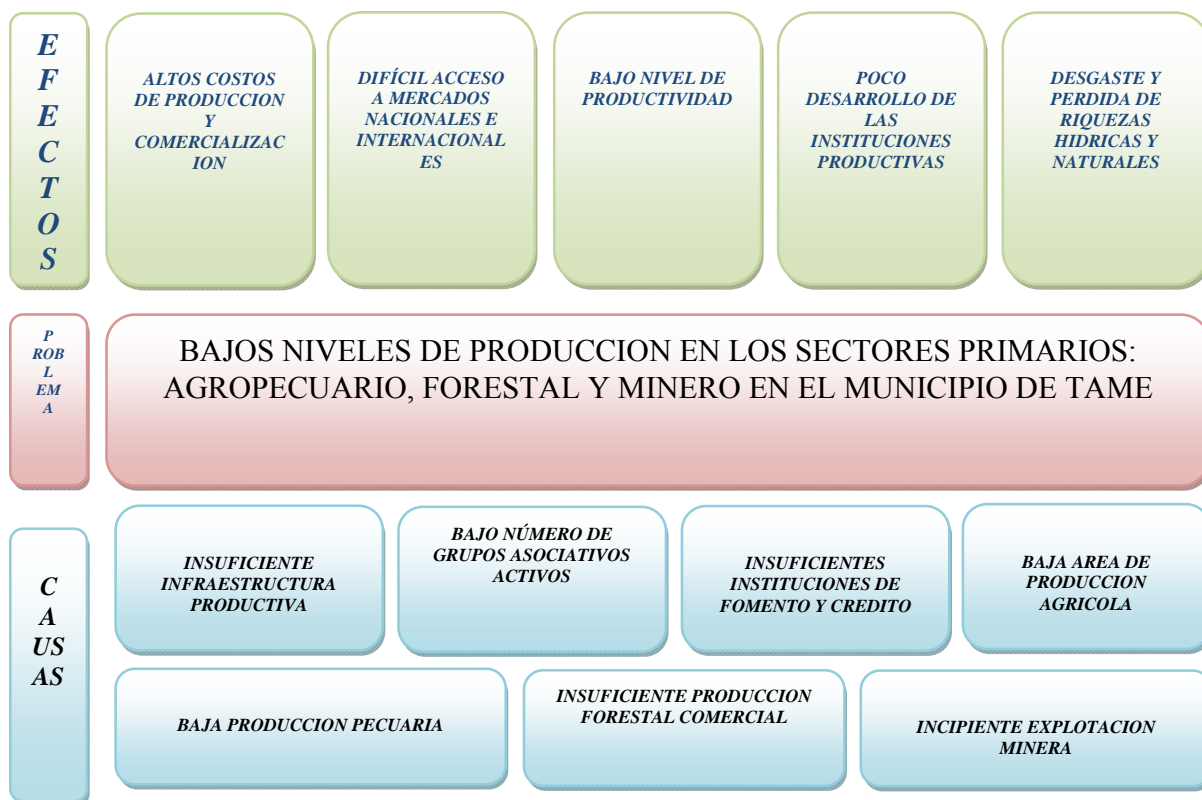 E
F
E
C
T
O
S
ALTOS COSTOS
DE PRODUCCION
Y
COMERCIALIZAC
ION
DIFÍCIL ACCESO
A MERCADOS
NACIONALES E
INTERNACIONAL
ES
BAJO NIVEL DE
PRODUCTIVIDAD
POCO
DESARROLLO DE
LAS
INSTITUCIONES
PRODUCTIVAS
DESGASTE Y
PERDIDA DE
RIQUEZAS
HIDRICAS Y
NATURALES
P
ROB
L
EM
A
BAJOS NIVELES DE PRODUCCION EN LOS SECTORES PRIMARIOS:
AGROPECUARIO, FORESTAL Y MINERO EN EL MUNICIPIO DE TAME
C
A
US
AS
INSUFICIENTE
INFRAESTRUCTURA
PRODUCTIVA
BAJO NÚMERO DE
GRUPOS ASOCIATIVOS
ACTIVOS
INSUFICIENTES
INSTITUCIONES DE
FOMENTO Y CREDITO
BAJA AREA DE
PRODUCCION
AGRICOLA
BAJA PRODUCCION PECUARIA
INSUFICIENTE PRODUCCION
FORESTAL COMERCIAL
INCIPIENTE EXPLOTACION
MINERA